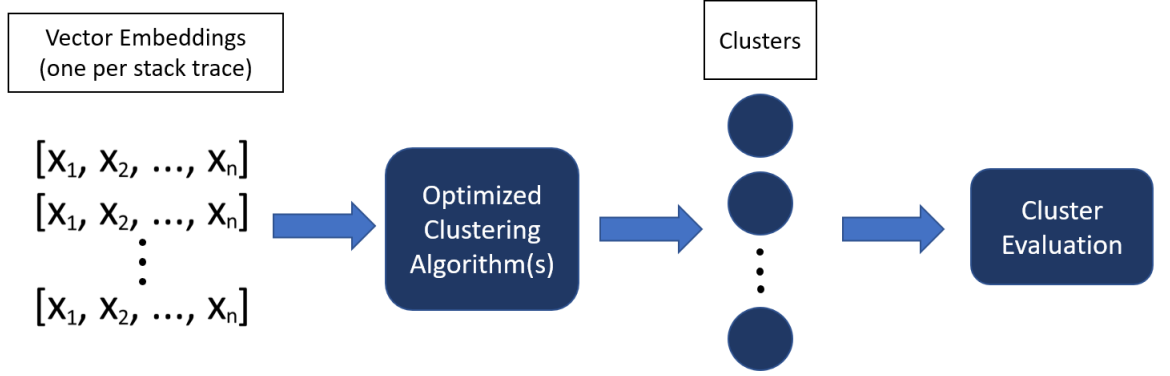 Vector Embeddings
(one per stack trace)
[x₁, x₂, ..., xₙ]
[x₁, x₂, ..., xₙ]
[x₁, x₂, ..., xₙ]
Optimized
Clustering
Algorithm(s)
Clusters
Cluster
Evaluation